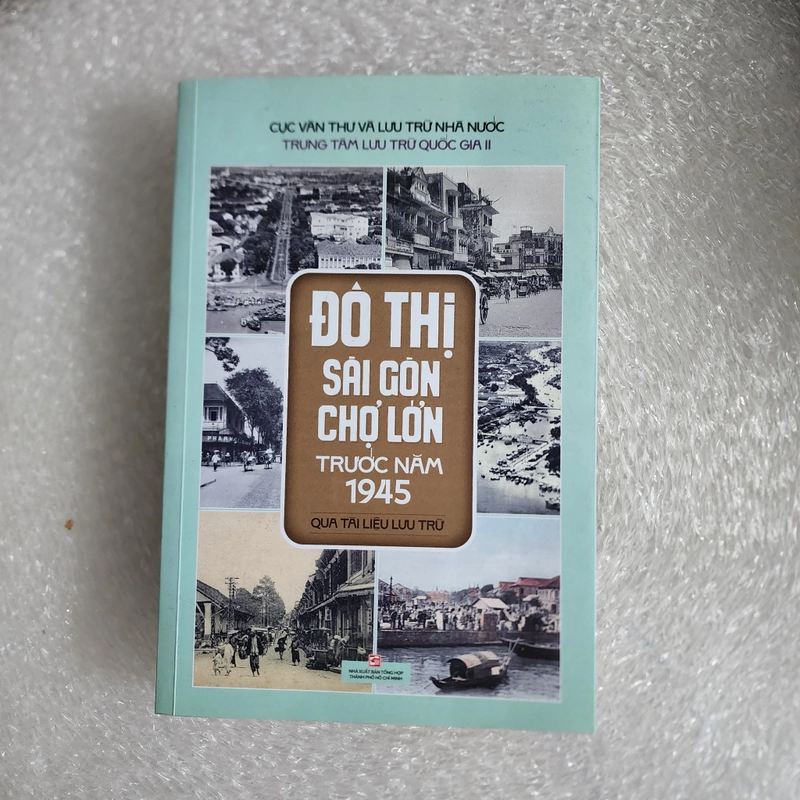 CỤC VĂN THƯ VÀ LƯU TRỮ NHÀ NƯỚC
TRUNG TÂM LƯU TRỮ QUỐC GIA II
ĐÔ THỊ
SÀI GÒN
CHỢ LỚN
TRƯỚC NĂM
1945
QUA TÀI LIỆU LƯU TRỮ
NHÀ XUẤT BẢN TỔNG HỢP
THÀNH PHỐ HỒ CHÍ MINH